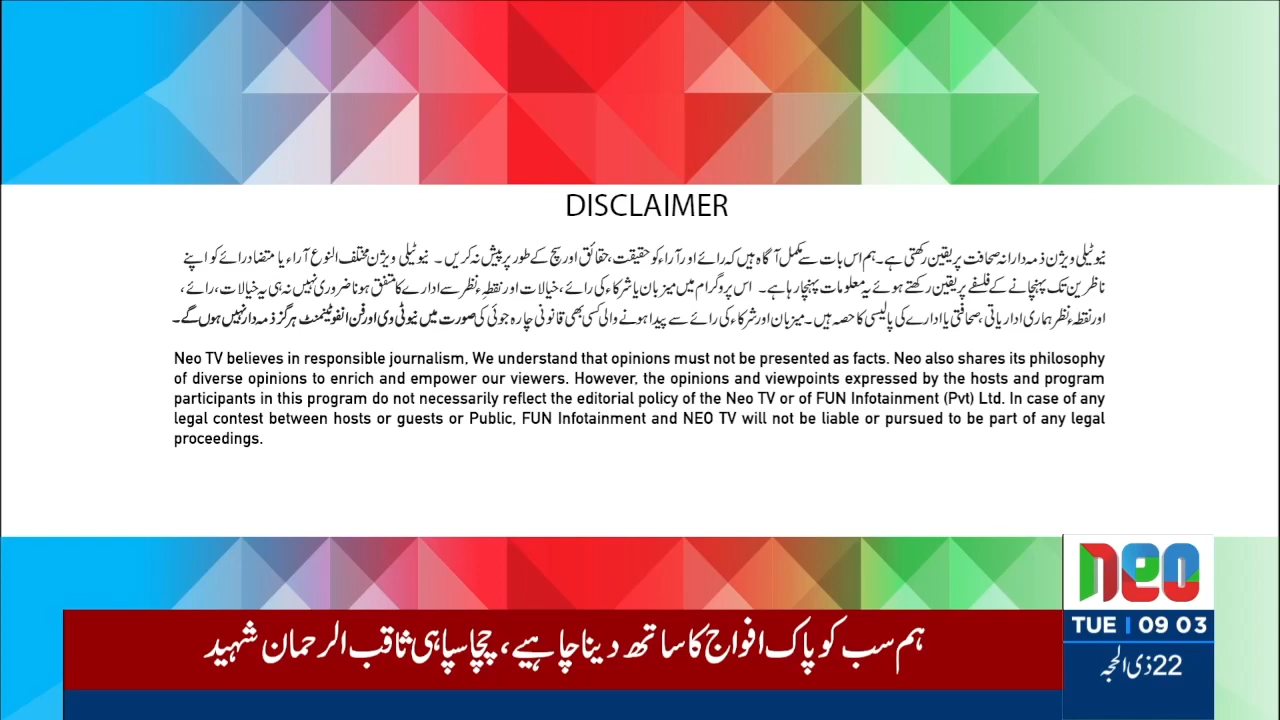 DISCLAIMER
نیوٹیلی ویژن ذمہ دارانہ صحافت پر یقین رکھتی ہے۔ ہم اس بات سے مکمل آگاہ ہیں کہ رائے اور آراء کو حقیقت، حقائق اور سچ کے طور پر پیش نہ کریں ۔ نیوٹیلی ویژن مختلف النوع آراء یا متضاد رائے کو اپنے
ناظرین تک پہنچانے کے فلسفے پر یقین رکھتے ہوئے یہ معلومات پہنچا رہا ہے۔ اس پروگرام میں میزبان یا شرکاء کی رائے، خیالات اور نقطہء نظر سے ادارے کا متفق ہونا ضروری نہیں نہ ہی یہ خیالات، رائے،
اور نقطہء نظر ہماری اداریاتی، صحافتی یا ادارے کی پالیسی کا حصہ ہیں۔ میزبان اور شرکاء کی رائے سے پیدا ہونے والی کسی بھی قانونی چارہ جوئی کی صورت میں نیو ٹی وی اور فن انفوٹینمنٹ ہرگز ذمہ دار نہیں ہوں گے۔
Neo TV believes in responsible journalism, We understand that opinions must not be presented as facts. Neo also shares its philosophy
of diverse opinions to enrich and empower our viewers. However, the opinions and viewpoints expressed by the hosts and program
participants in this program do not necessarily reflect the editorial policy of the Neo TV or of FUN Infotainment (Pvt) Ltd. In case of any
legal contest between hosts or guests or Public, FUN Infotainment and NEO TV will not be liable or pursued to be part of any legal
proceedings.
neo
TUE | 09 03
22 ذی الحجہ
ہم سب کو پاک افواج کا ساتھ دینا چاہیے، چچا سپاہی ثاقب الرحمان شہید